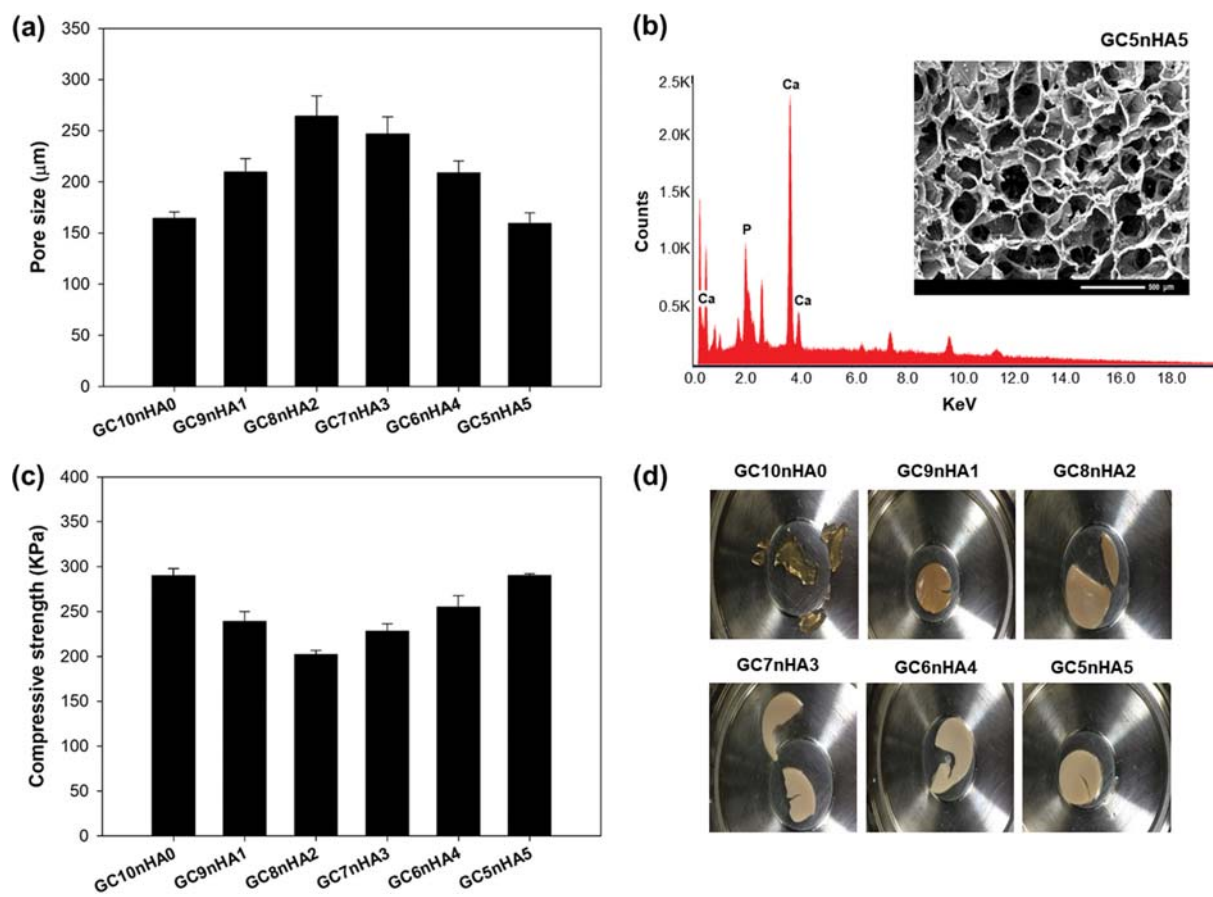 (a)
350
300
250
200
150
100
50
0
Pore size (μm)
GC10nHA0
GC9nHA1
GC8nHA2
GC7nHA3
GC6nHA4
GC5nHA5
(b)
GC5nHA5
2.5K
2.0K
1.5K
1.0K
0.5K
Counts
Ca
P
Ca
Ca
500 μm
0.0 2.0 4.0 6.0 8.0 10.0 12.0 14.0 16.0 18.0
KeV
(c)
400
350
300
250
200
150
100
50
0
Compressive strength (KPa)
GC10nHA0
GC9nHA1
GC8nHA2
GC7nHA3
GC6nHA4
GC5nHA5
(d)
GC10nHA0 GC9nHA1 GC8nHA2
GC7nHA3 GC6nHA4 GC5nHA5